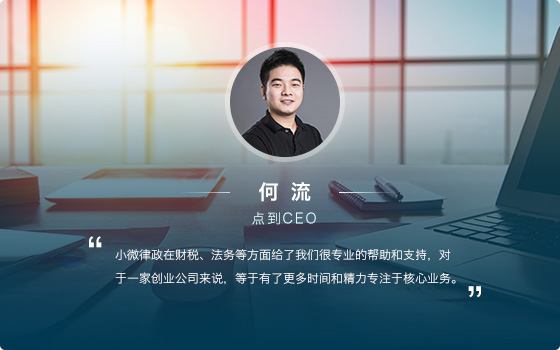 何 流
点到CEO
“
小微律政在财税、法务等方面给了我们很专业的帮助和支持，对
于一家创业公司来说，等于有了更多时间和精力专注于核心业务。
”